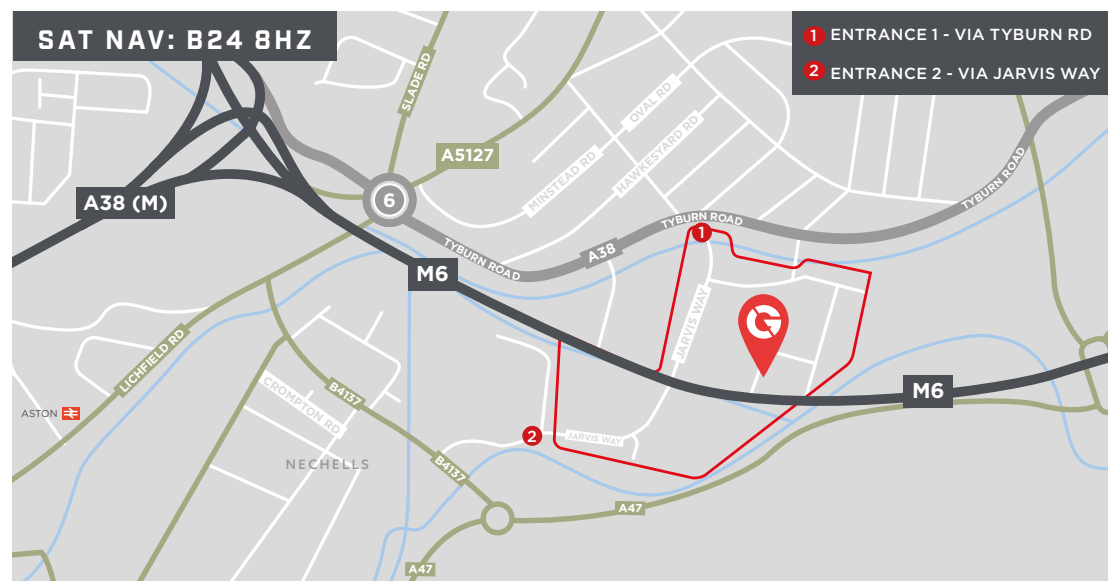 SAT NAV: B24 8HZ
1 ENTRANCE 1 - VIA TYBURN RD
2 ENTRANCE 2 - VIA JARVIS WAY
SLADE RD
OVAL RD
A5127
MINSTEAD RD
HAWKESYARD RD
A38 (M)
6
TYBURN ROAD
TYBURN ROAD
1
TYBURN ROAD
A38
M6
JARVIS WAY
G
LICHFIELD RD
M6
B4137
CROMPTON RD
ASTON
2
JARVIS WAY
NECHELLS
B4137
A47
A47